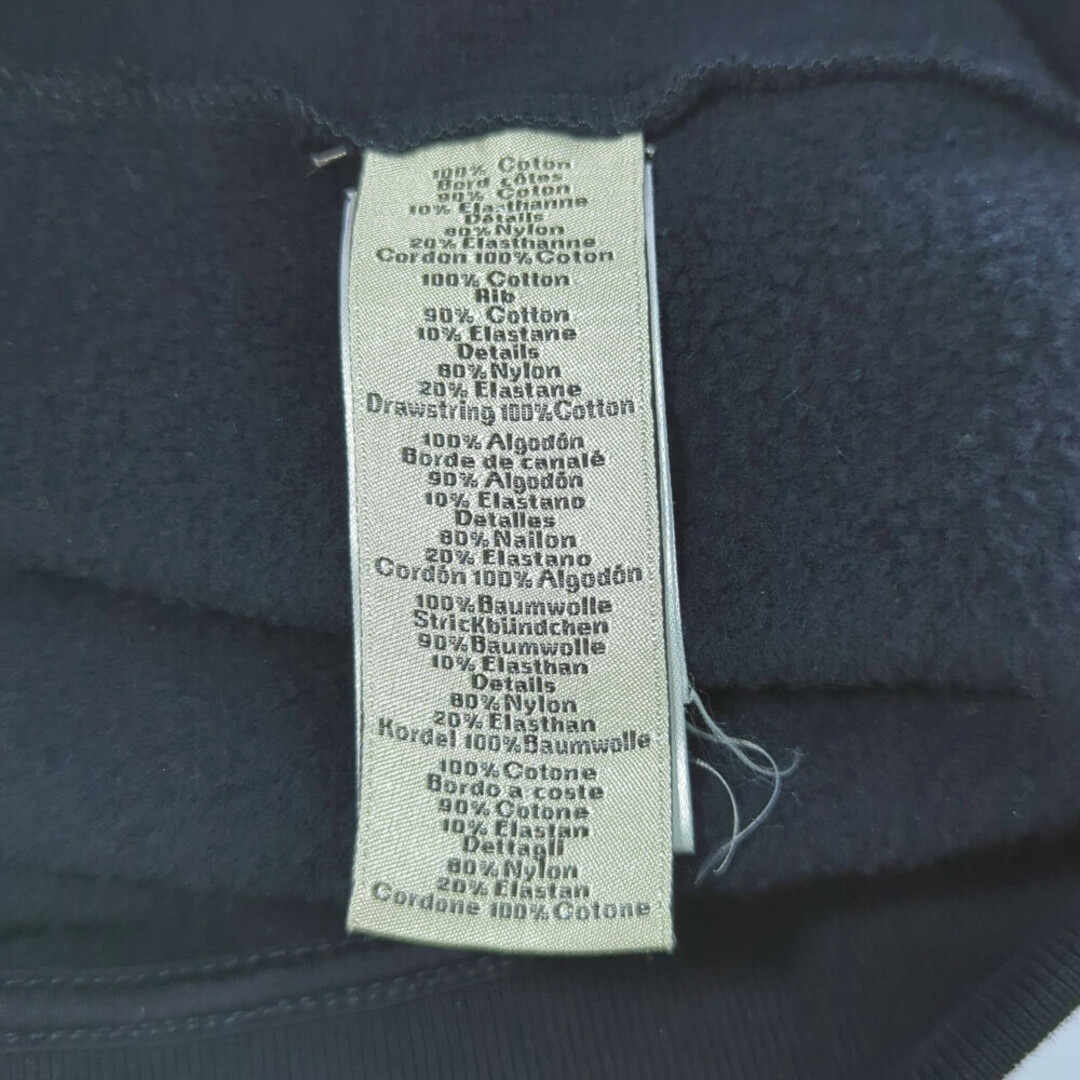 100% Coton
Bord Côtes
90% Coton
10% Elasthanne
Détails
80% Nylon
20% Elasthanne
Cordon 100% Coton
100% Cotton
Rib
90% Cotton
10% Elastane
Details
80% Nylon
20% Elastane
Drawstring 100% Cotton
100% Algodón
Borde de canalé
90% Algodón
10% Elastano
Detalles
80% Nailon
20% Elastano
Cordón 100% Algodón
100% Baumwolle
Strickbündchen
90% Baumwolle
10% Elasthan
Details
80% Nylon
20% Elasthan
Kordel 100% Baumwolle
100% Cotone
Bordo a coste
90% Cotone
10% Elastan
Dettagli
80% Nylon
20% Elastan
Cordone 100% Cotone